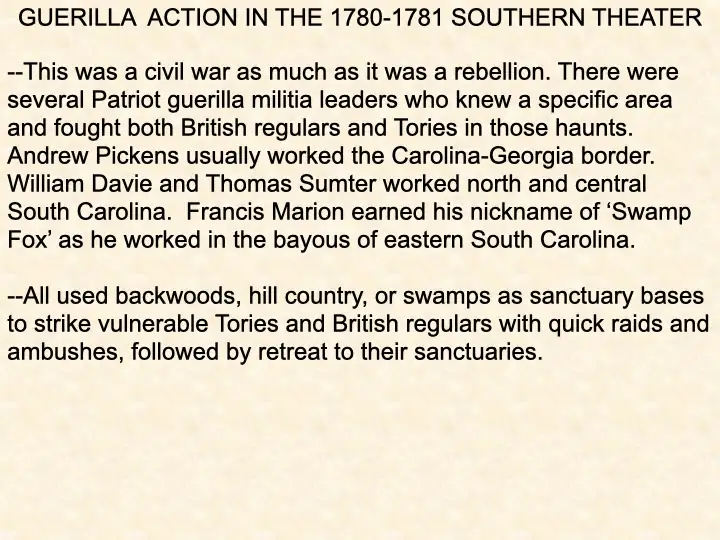 GUERILLA  ACTION IN THE 1780-1781 SOUTHERN THEATER
--This was a civil war as much as it was a rebellion. There were
several Patriot guerilla militia leaders who knew a specific area
and fought both British regulars and Tories in those haunts.
Andrew Pickens usually worked the Carolina-Georgia border.
William Davie and Thomas Sumter worked north and central
South Carolina.  Francis Marion earned his nickname of ‘Swamp
Fox’ as he worked in the bayous of eastern South Carolina.
--All used backwoods, hill country, or swamps as sanctuary bases
to strike vulnerable Tories and British regulars with quick raids and
ambushes, followed by retreat to their sanctuaries.